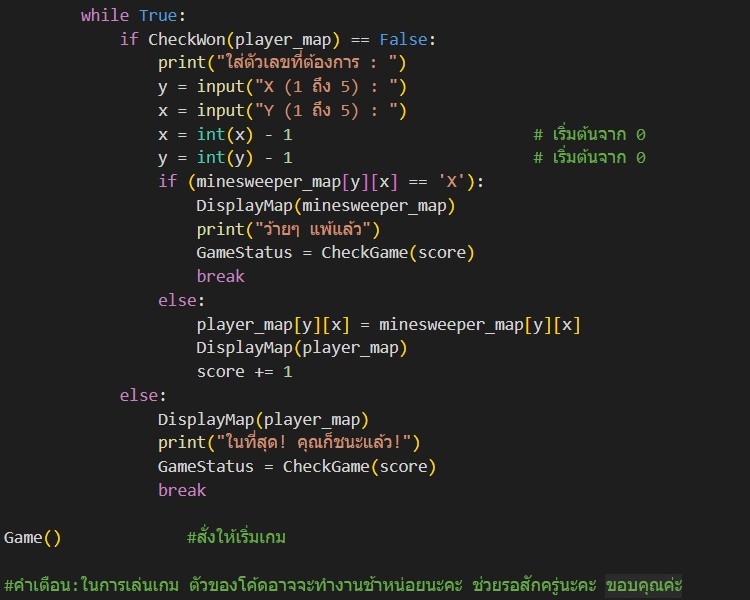 while True:
if CheckWon(player_map) == False:
print("ใส่ตัวเลขที่ต้องการ : ")
y = input("X (1 ถึง 5) : ")
x = input("Y (1 ถึง 5) : ")
x = int(x) - 1 # เริ่มต้นจาก 0
y = int(y) - 1 # เริ่มต้นจาก 0
if (minesweeper_map[y][x] == 'X'):
DisplayMap(minesweeper_map)
print("ว้ายๆ แพ้แล้ว")
GameStatus = CheckGame(score)
break
else:
player_map[y][x] = minesweeper_map[y][x]
DisplayMap(player_map)
score += 1
else:
DisplayMap(player_map)
print("ในที่สุด! คุณก็ชนะแล้ว!")
GameStatus = CheckGame(score)
break
Game() #สั่งให้เริ่มเกม
#คำเตือน:ในการเล่นเกม ตัวของโค้ดอาจจะทำงานช้าหน่อยนะคะ ช่วยรอสักครู่นะคะ ขอบคุณค่ะ